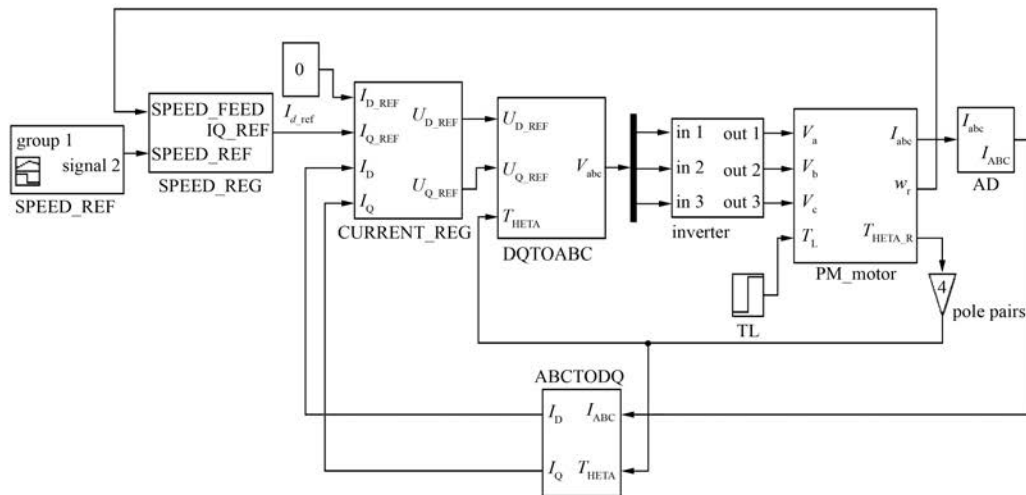 group 1
signal 2
SPEED_REF
SPEED_FEED
IQ_REF
SPEED_REF
SPEED_REG
0
I_d_ref
I_D_REF
I_Q_REF
I_D
I_Q
U_D_REF
U_Q_REF
CURRENT_REG
U_D_REF
U_Q_REF
T_HETA
V_abc
DQTOABC
in 1 out 1
in 2 out 2
in 3 out 3
inverter
V_a
V_b
V_c
T_L
I_abc
w_r
T_HETA_R
PM_motor
I_abc
I_ABC
AD
TL
4
pole pairs
ABCTODQ
I_D I_ABC
I_Q T_HETA